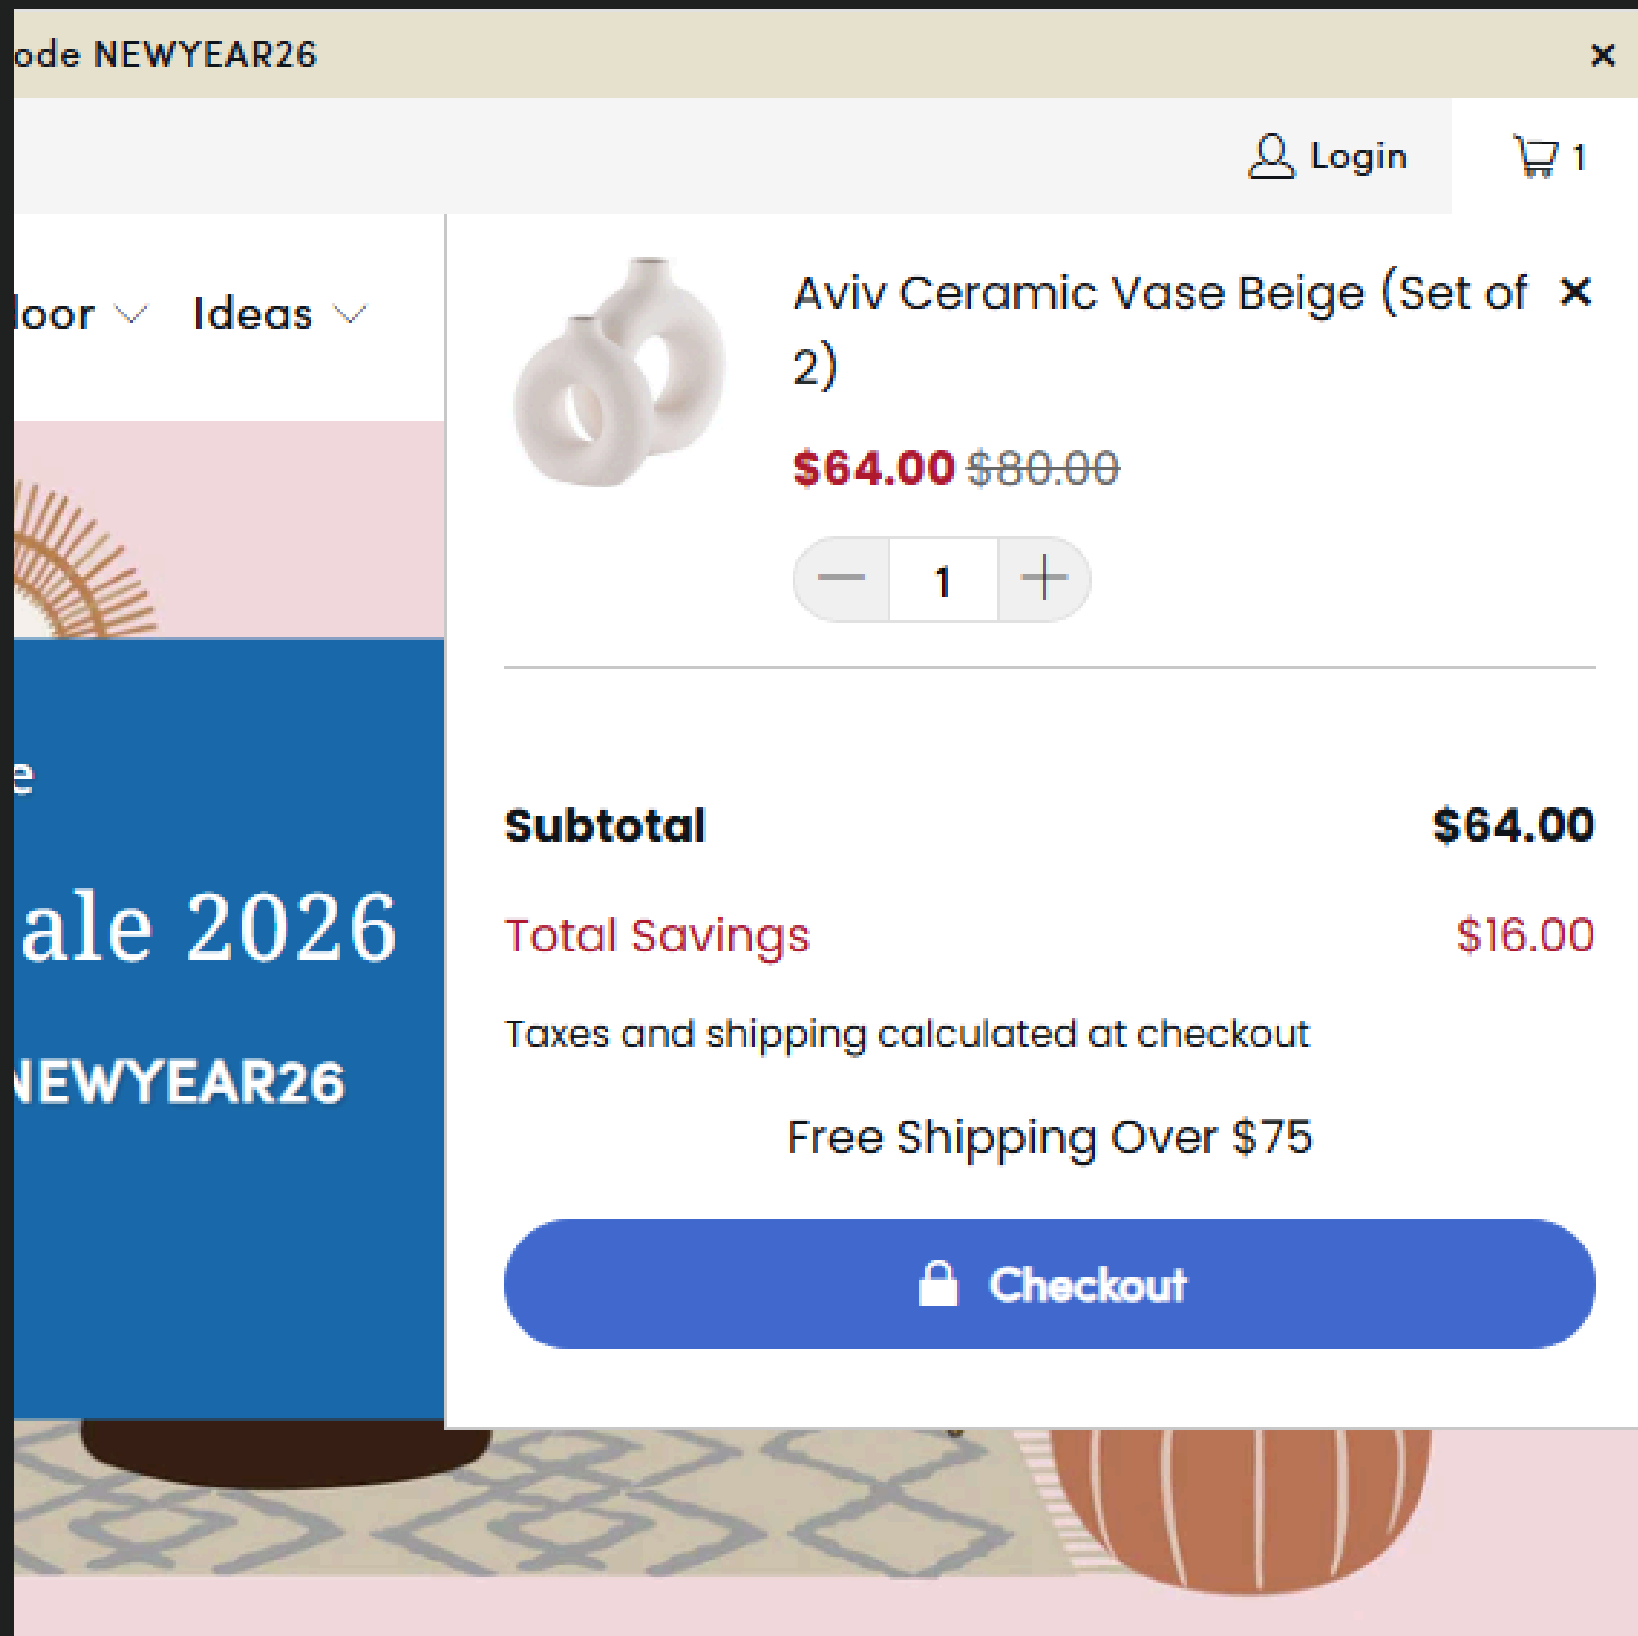 ode NEWYEAR26
Login
1
loor
Ideas
Aviv Ceramic Vase Beige (Set of
2)
$64.00 $80.00
1
Subtotal $64.00
ale 2026
Total Savings $16.00
Taxes and shipping calculated at checkout
NEWYEAR26
Free Shipping Over $75
Checkout